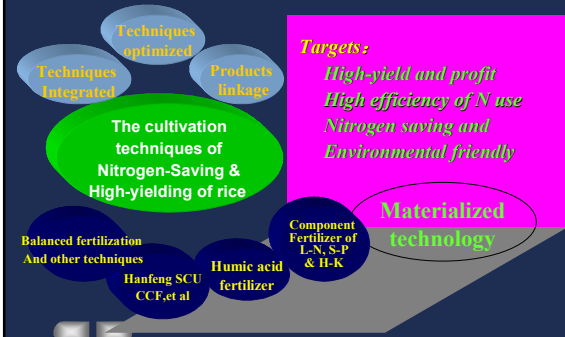 Techniques
optimized
Techniques
Integrated
Products
linkage
The cultivation
techniques of
Nitrogen-Saving &
High-yielding of rice
Targets：
High-yield and profit
High efficiency of N use
Nitrogen saving and
Environmental friendly
Balanced fertilization
And other techniques
Hanfeng SCU
CCF,et al
Humic acid
fertilizer
Component
Fertilizer of
L-N, S-P
& H-K
Materialized
technology